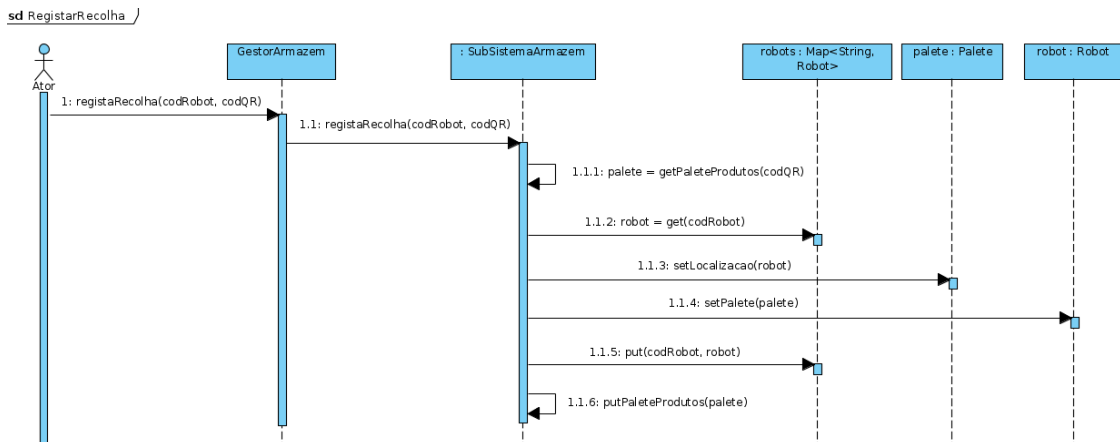 sd RegistarRecolha
GestorArmazem
: SubSistemaArmazem
robots : Map<String,
Robot>
palete : Palete
robot : Robot
Ator
1: registaRecolha(codRobot, codQR)
1.1: registaRecolha(codRobot, codQR)
1.1.1: palete = getPaleteProdutos(codQR)
1.1.2: robot = get(codRobot)
1.1.3: setLocalizacao(robot)
1.1.4: setPalete(palete)
1.1.5: put(codRobot, robot)
1.1.6: putPaleteProdutos(palete)